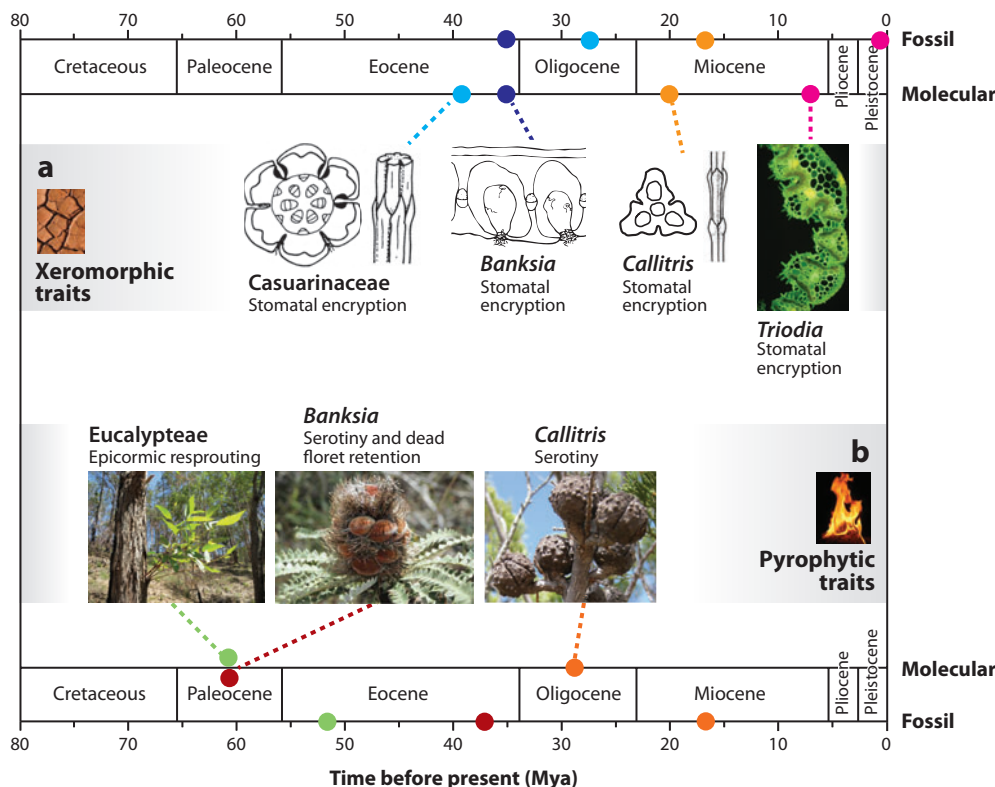 80 70 60 50 40 30 20 10 0
Fossil
Cretaceous Paleocene Eocene Oligocene Miocene Pliocene Pleistocene
Molecular
a
Xeromorphic
traits
Casuarinaceae
Stomatal encryption
Banksia
Stomatal
encryption
Callitris
Stomatal
encryption
Triodia
Stomatal
encryption
Eucalypteae
Epicormic resprouting
Banksia
Serotiny and dead
floret retention
Callitris
Serotiny
b
Pyrophytic
traits
Molecular
Cretaceous Paleocene Eocene Oligocene Miocene Pliocene Pleistocene
Fossil
80 70 60 50 40 30 20 10 0
Time before present (Mya)